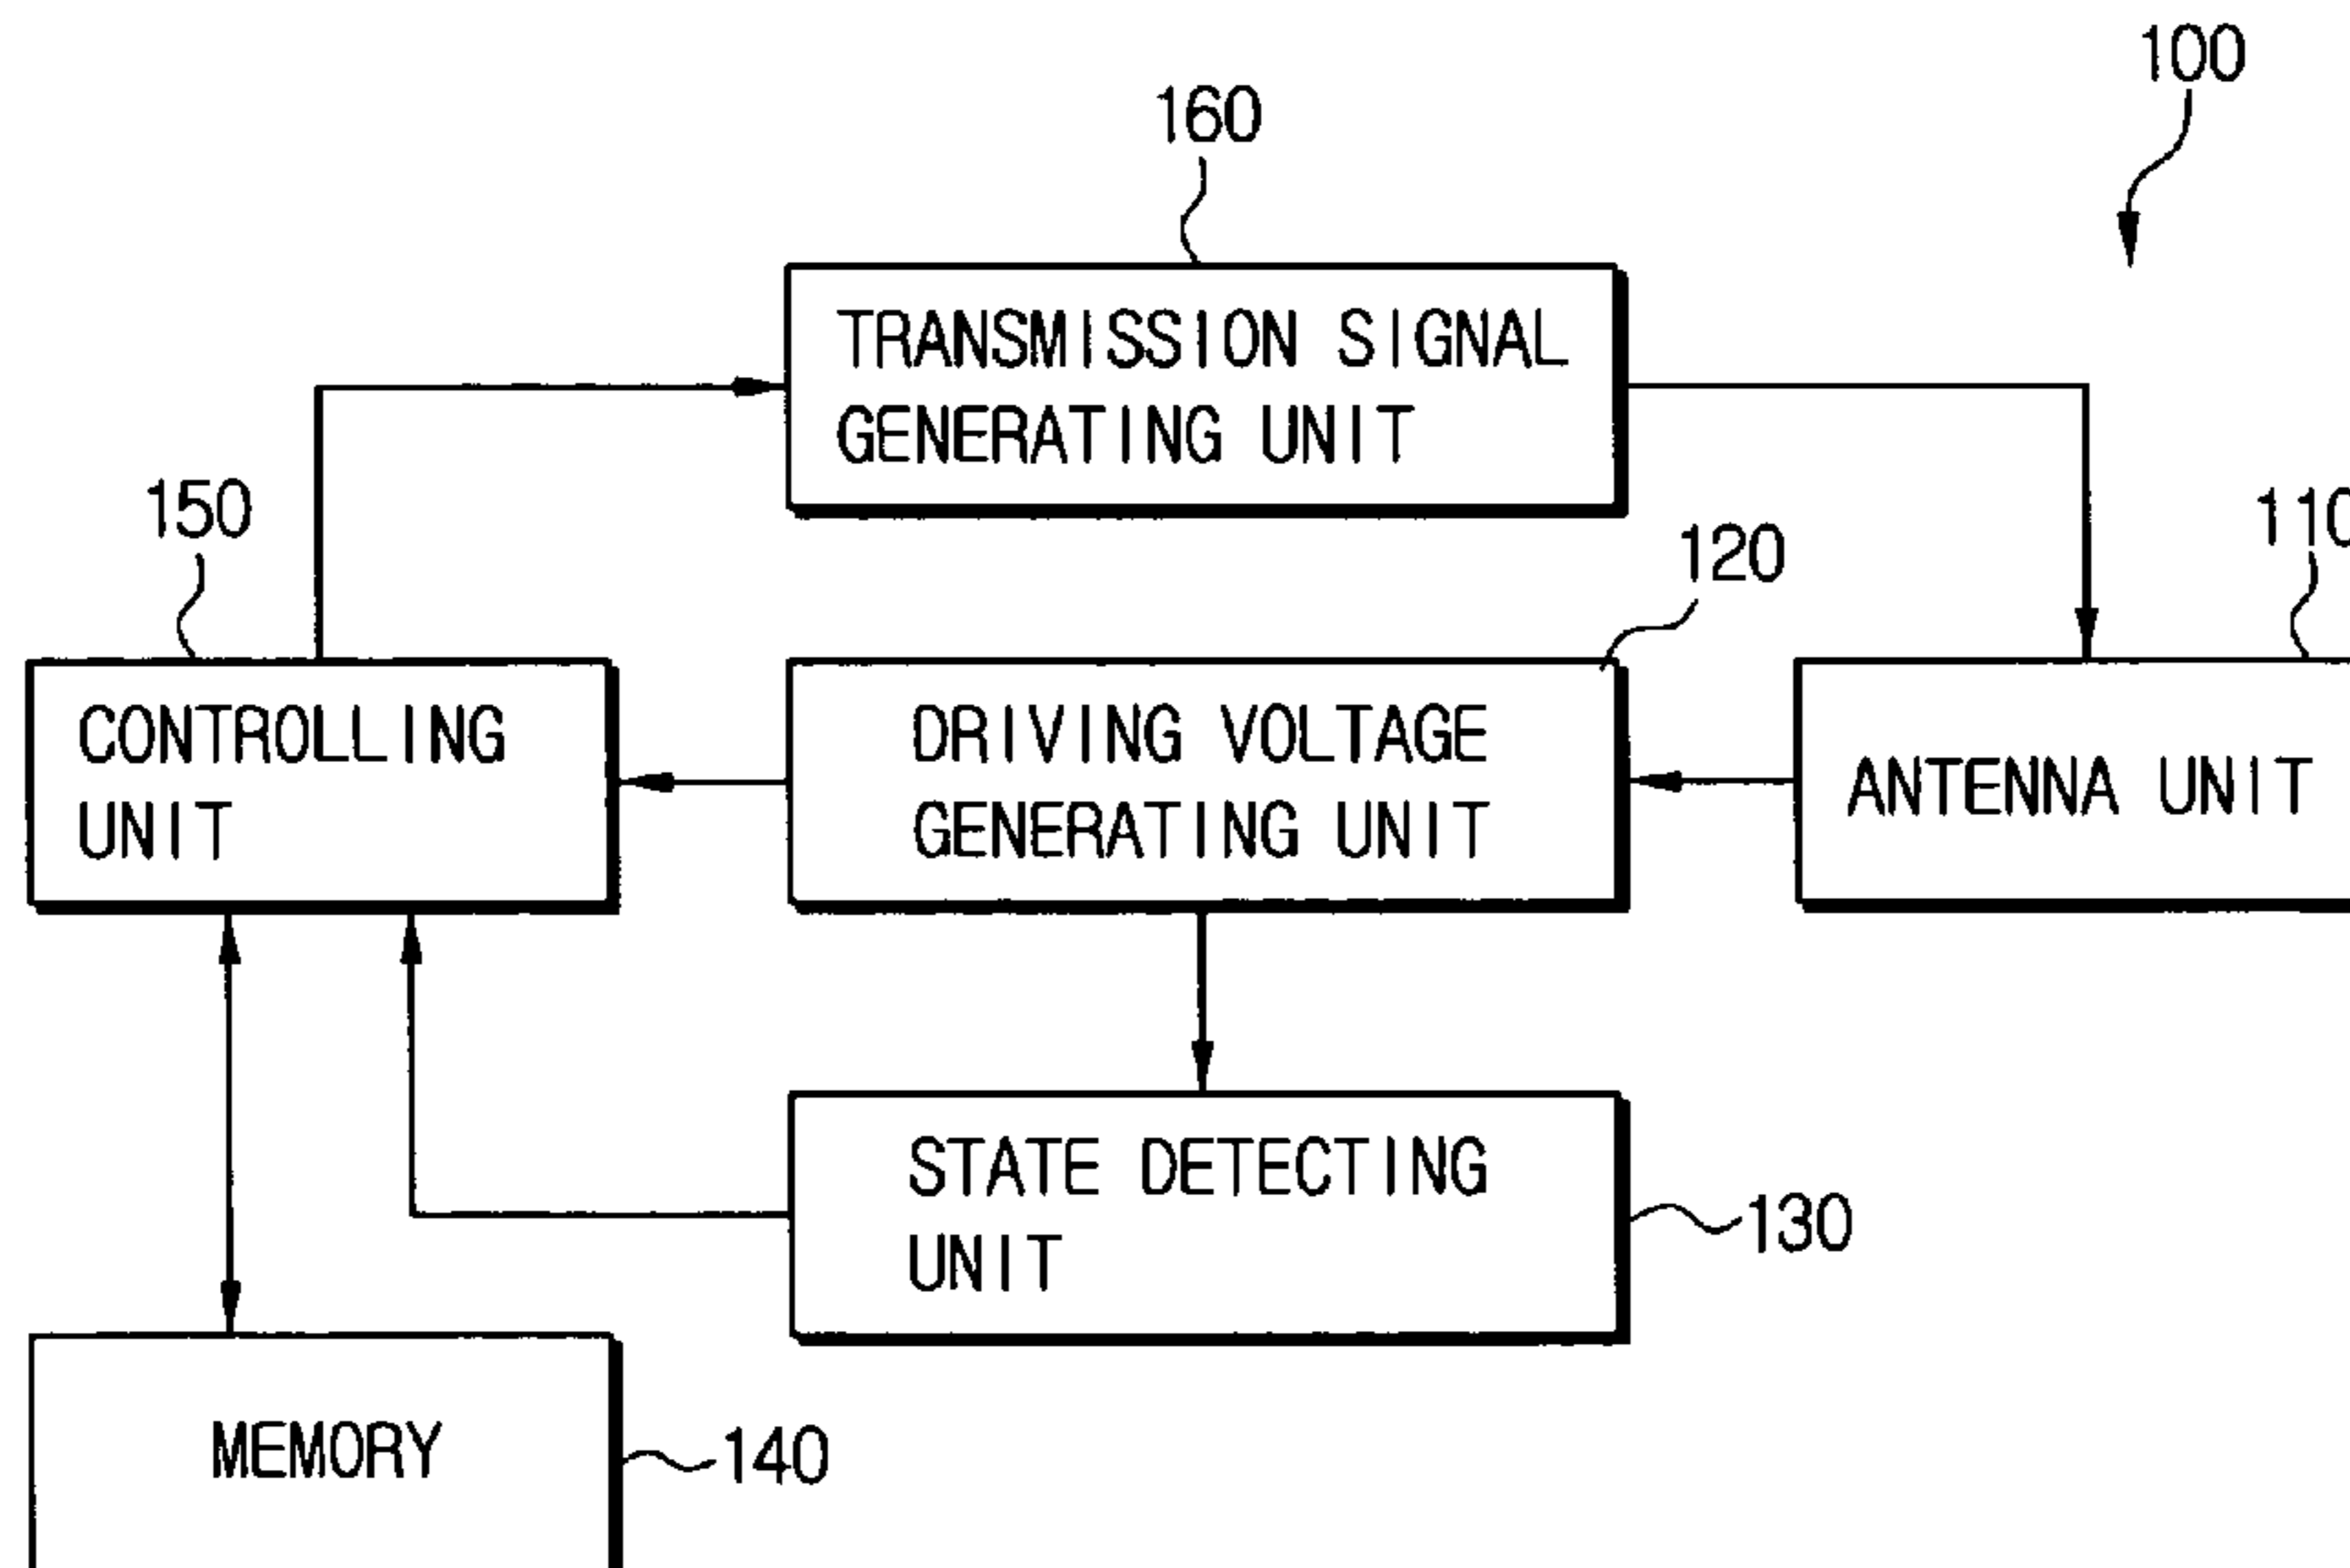 100
160
TRANSMISSION SIGNAL
GENERATING UNIT
150
120
110
CONTROLLING
UNIT
DRIVING VOLTAGE
GENERATING UNIT
ANTENNA UNIT
STATE DETECTING
UNIT
130
MEMORY
140